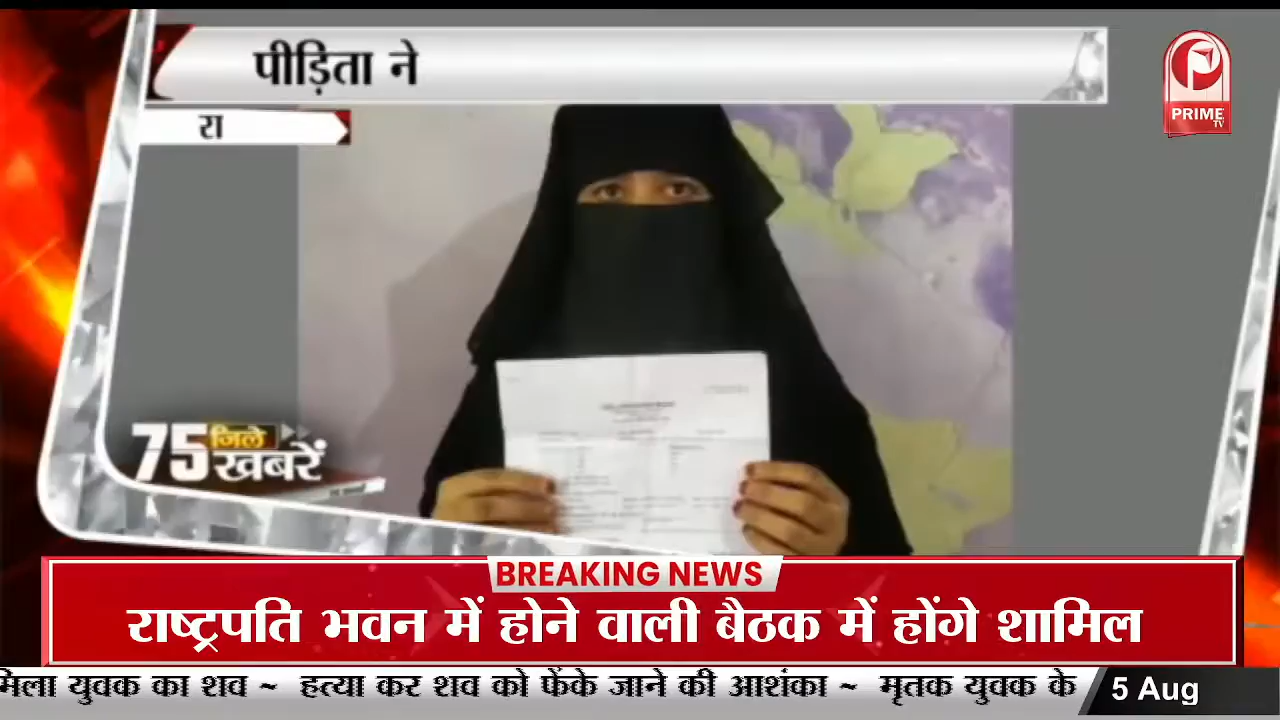 पीड़िता ने
PRIME
TV
रा
75 जिले
खबरें
BREAKING NEWS
राष्ट्रपति भवन में होने वाली बैठक में होंगे शामिल
मिला युवक का शव ~ हत्या कर शव को फेंके जाने की आशंका ~ मृतक युवक के
5 Aug